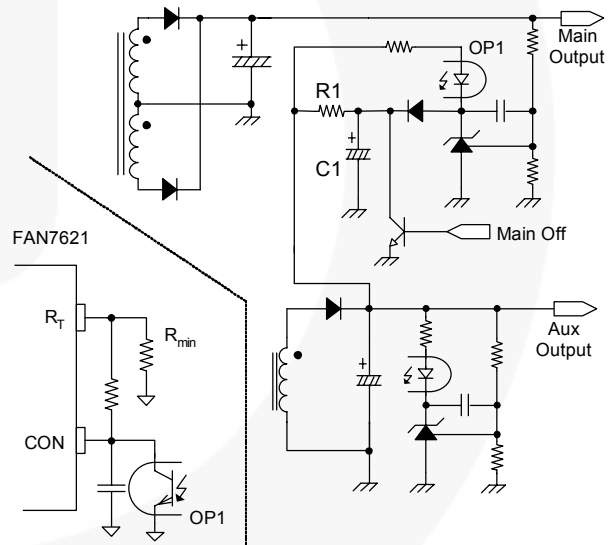 Main
Output
OP1
R1
C1
Main Off
FAN7621
RT
Rmin
Aux
Output
CON
OP1
+
+
+